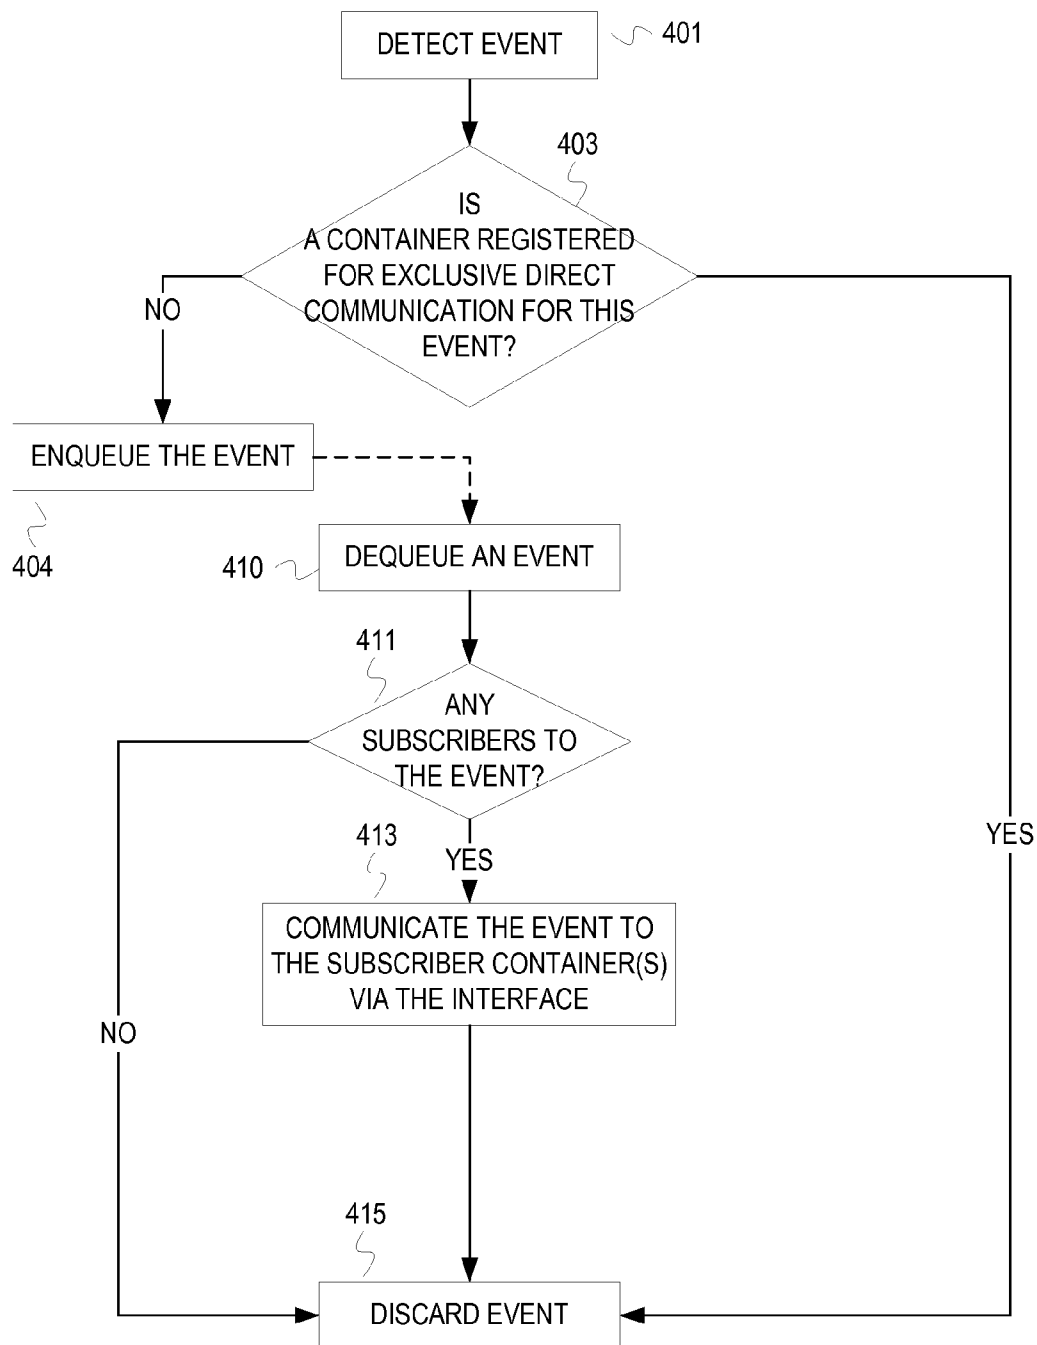 DETECT EVENT
401
403
IS
A CONTAINER REGISTERED
FOR EXCLUSIVE DIRECT
COMMUNICATION FOR THIS
EVENT?
NO
ENQUEUE THE EVENT
404
410
DEQUEUE AN EVENT
411
ANY
SUBSCRIBERS TO
THE EVENT?
YES
413
YES
COMMUNICATE THE EVENT TO
THE SUBSCRIBER CONTAINER(S)
VIA THE INTERFACE
NO
415
DISCARD EVENT